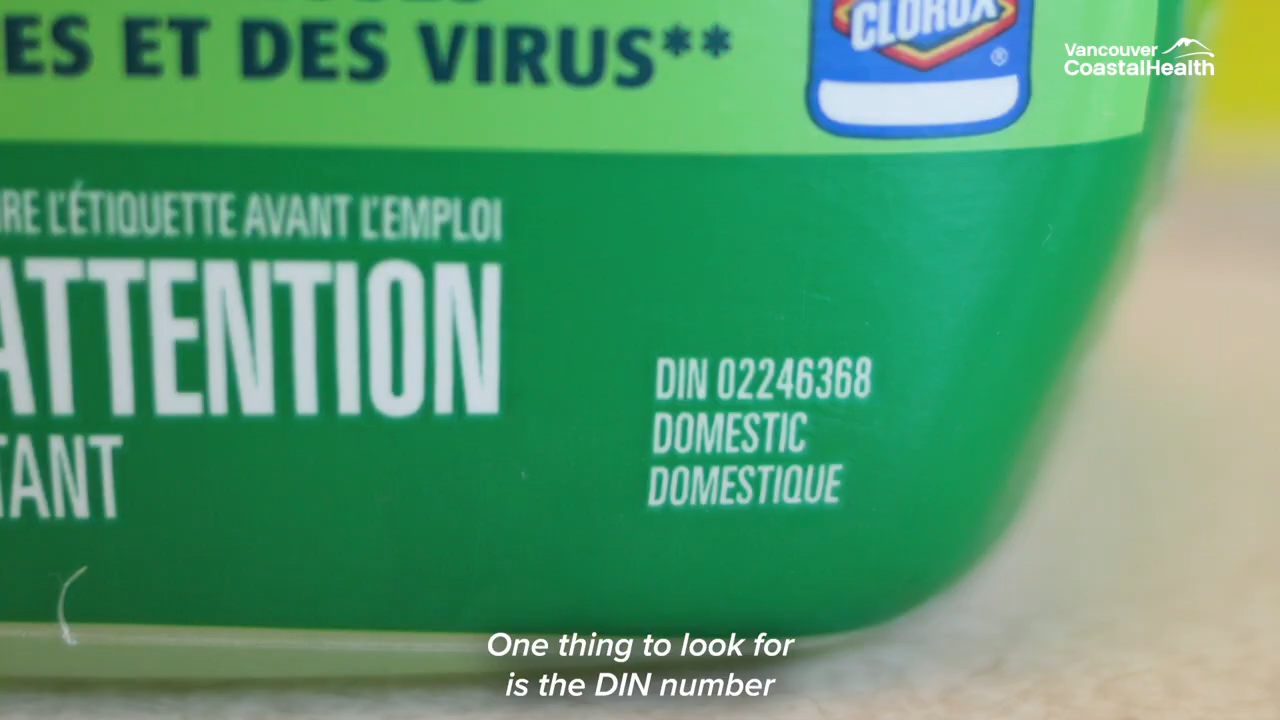 ES ET DES VIRUS**
CLOROX
®
Vancouver
CoastalHealth
IRE L'ÉTIQUETTE AVANT L'EMPLOI
ATTENTION
TANT
DIN 02246368
DOMESTIC
DOMESTIQUE
One thing to look for
is the DIN number